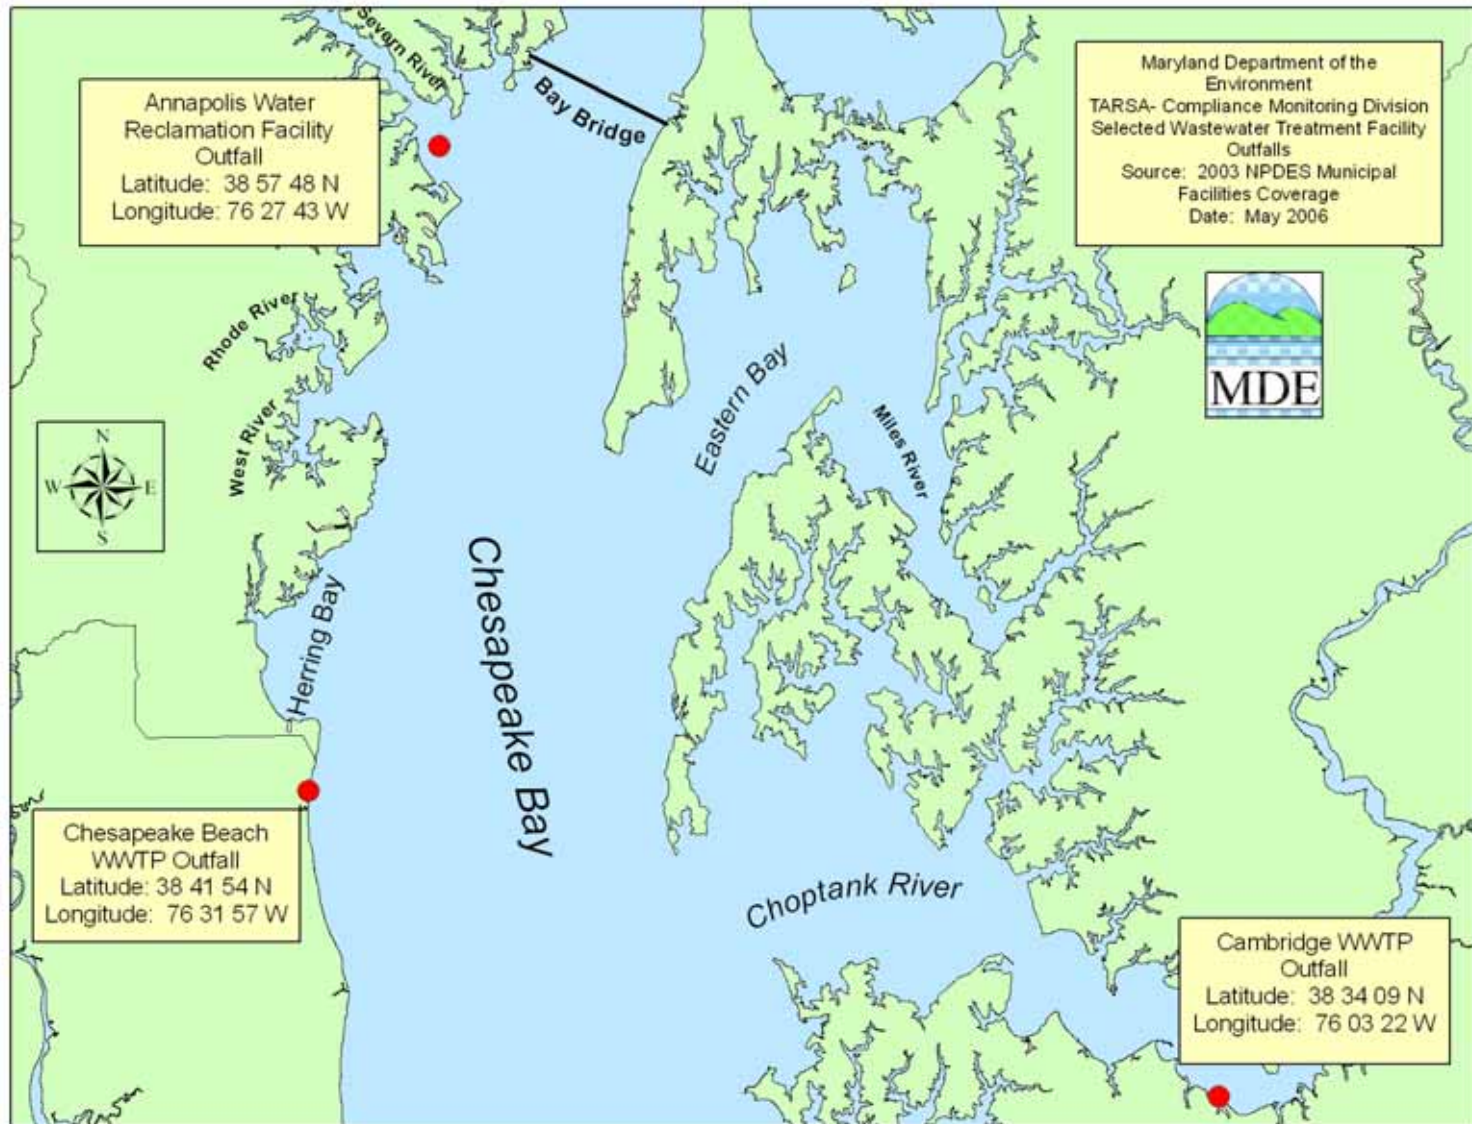 Severn River
Bay Bridge
Annapolis Water
Reclamation Facility
Outfall
Latitude: 38 57 48 N
Longitude: 76 27 43 W
Maryland Department of the
Environment
TARSA- Compliance Monitoring Division
Selected Wastewater Treatment Facility
Outfalls
Source: 2003 NPDES Municipal
Facilities Coverage
Date: May 2006
MDE
Rhode River
West River
Eastern Bay
Miles River
N
W
E
S
Herring Bay
Chesapeake Bay
Chesapeake Beach
WWTP Outfall
Latitude: 38 41 54 N
Longitude: 76 31 57 W
Choptank River
Cambridge WWTP
Outfall
Latitude: 38 34 09 N
Longitude: 76 03 22 W